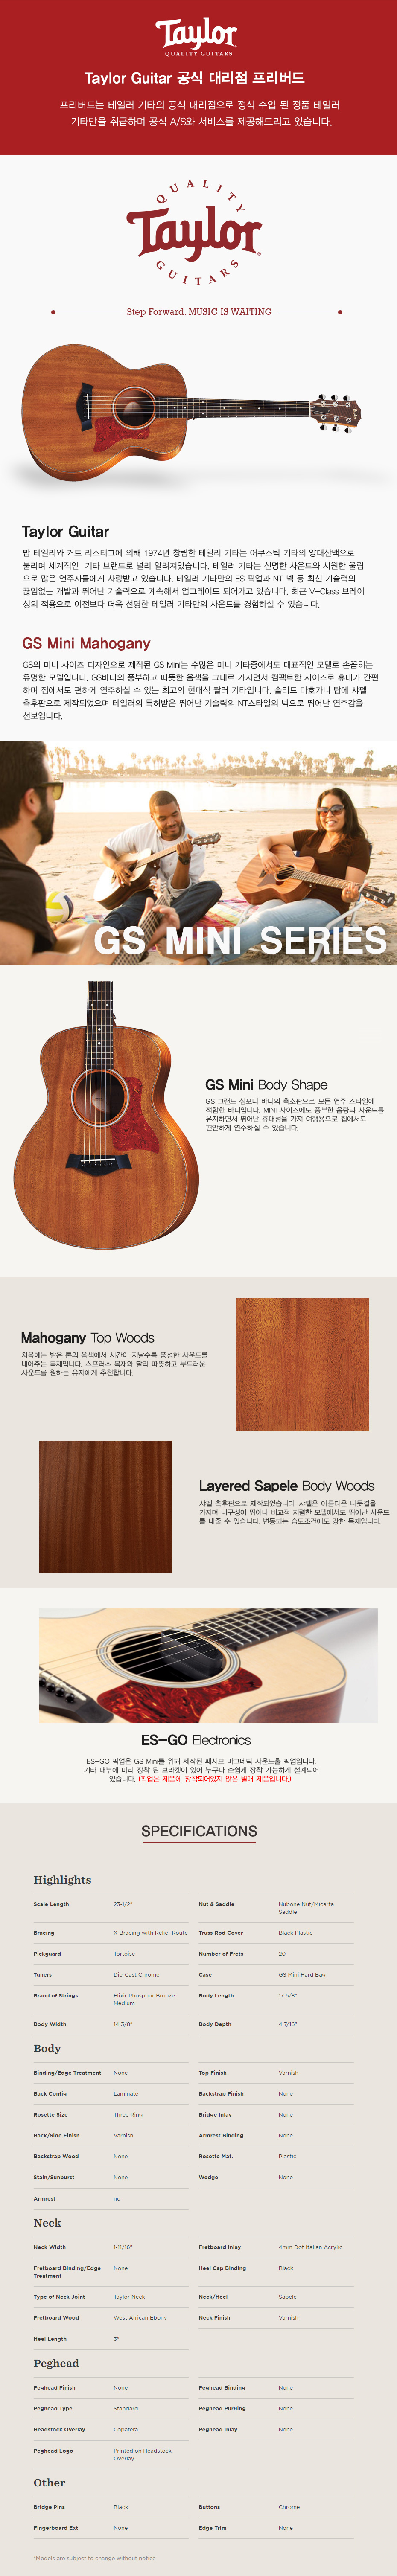 Taylor
QUALITY GUITARS
Taylor Guitar 공식 대리점 프리버드
프리버드는 테일러 기타의 공식 대리점으로 정식 수입 된 정품 테일러
기타만을 취급하며 공식 A/S와 서비스를 제공해드리고 있습니다.
QUALITY
Taylor
GUITARS
Step Forward. MUSIC IS WAITING
Taylor Guitar
밥 테일러와 커트 리스터그에 의해 1974년 창립한 테일러 기타는 어쿠스틱 기타의 양대산맥으로
불리며 세계적인 기타 브랜드로 널리 알려져있습니다. 테일러 기타는 선명한 사운드와 시원한 울림
으로 많은 연주자들에게 사랑받고 있습니다. 테일러 기타만의 ES 픽업과 NT 넥 등 최신 기술력의
끊임없는 개발과 뛰어난 기술력으로 계속해서 업그레이드 되어가고 있습니다. 최근 V-Class 브레이
싱의 적용으로 이전보다 더욱 선명한 테일러 기타만의 사운드를 경험하실 수 있습니다.
GS Mini Mahogany
GS의 미니 사이즈 디자인으로 제작된 GS Mini는 수많은 미니 기타중에서도 대표적인 모델로 손꼽히는
유명한 모델입니다. GS바디의 풍부하고 따뜻한 음색을 그대로 가지면서 컴팩트한 사이즈로 휴대가 간편
하며 집에서도 편하게 연주하실 수 있는 최고의 현대식 팔러 기타입니다. 솔리드 마호가니 탑에 사펠
측후판으로 제작되었으며 테일러의 특허받은 뛰어난 기술력의 NT스타일의 넥으로 뛰어난 연주감을
선보입니다.
GS MINI SERIES
GS Mini Body Shape
GS 그랜드 심포니 바디의 축소판으로 모든 연주 스타일에
적합한 바디입니다. MINI 사이즈에도 풍부한 음량과 사운드를
유지하면서 뛰어난 휴대성을 가져 여행용으로 집에서도
편안하게 연주하실 수 있습니다.
Mahogany Top Woods
처음에는 밝은 톤의 음색에서 시간이 지날수록 풍성한 사운드를
내어주는 목재입니다. 스프러스 목재와 달리 따뜻하고 부드러운
사운드를 원하는 유저에게 추천합니다.
Layered Sapele Body Woods
사펠 측후판으로 제작되었습니다. 사펠은 아름다운 나뭇결을
가지며 내구성이 뛰어나 비교적 저렴한 모델에서도 뛰어난 사운드
를 내줄 수 있습니다. 변동되는 습도조건에도 강한 목재입니다.
ES-GO Electronics
ES-GO 픽업은 GS Mini를 위해 제작된 패시브 마그네틱 사운드홀 픽업입니다.
기타 내부에 미리 장착 된 브라켓이 있어 누구나 손쉽게 장착 가능하게 설계되어
있습니다. (픽업은 제품에 장착되어있지 않은 별매 제품입니다.)
SPECIFICATIONS
Highlights
Scale Length 23-1/2" Nut & Saddle Nubone Nut/Micarta
Saddle
Bracing X-Bracing with Relief Route Truss Rod Cover Black Plastic
Pickguard Tortoise Number of Frets 20
Tuners Die-Cast Chrome Case GS Mini Hard Bag
Brand of Strings Elixir Phosphor Bronze Body Length 17 5/8"
Medium
Body Width 14 3/8" Body Depth 4 7/16"
Body
Binding/Edge Treatment None Top Finish Varnish
Back Config Laminate Backstrap Finish None
Rosette Size Three Ring Bridge Inlay None
Back/Side Finish Varnish Armrest Binding None
Backstrap Wood None Rosette Mat. Plastic
Stain/Sunburst None Wedge None
Armrest no
Neck
Neck Width 1-11/16" Fretboard Inlay 4mm Dot Italian Acrylic
Fretboard Binding/Edge None Heel Cap Binding Black
Treatment
Type of Neck Joint Taylor Neck Neck/Heel Sapele
Fretboard Wood West African Ebony Neck Finish Varnish
Heel Length 3"
Peghead
Peghead Finish None Peghead Binding None
Peghead Type Standard Peghead Purfling None
Headstock Overlay Copafera Peghead Inlay None
Peghead Logo Printed on Headstock
Overlay
Other
Bridge Pins Black Buttons Chrome
Fingerboard Ext None Edge Trim None
*Models are subject to change without notice